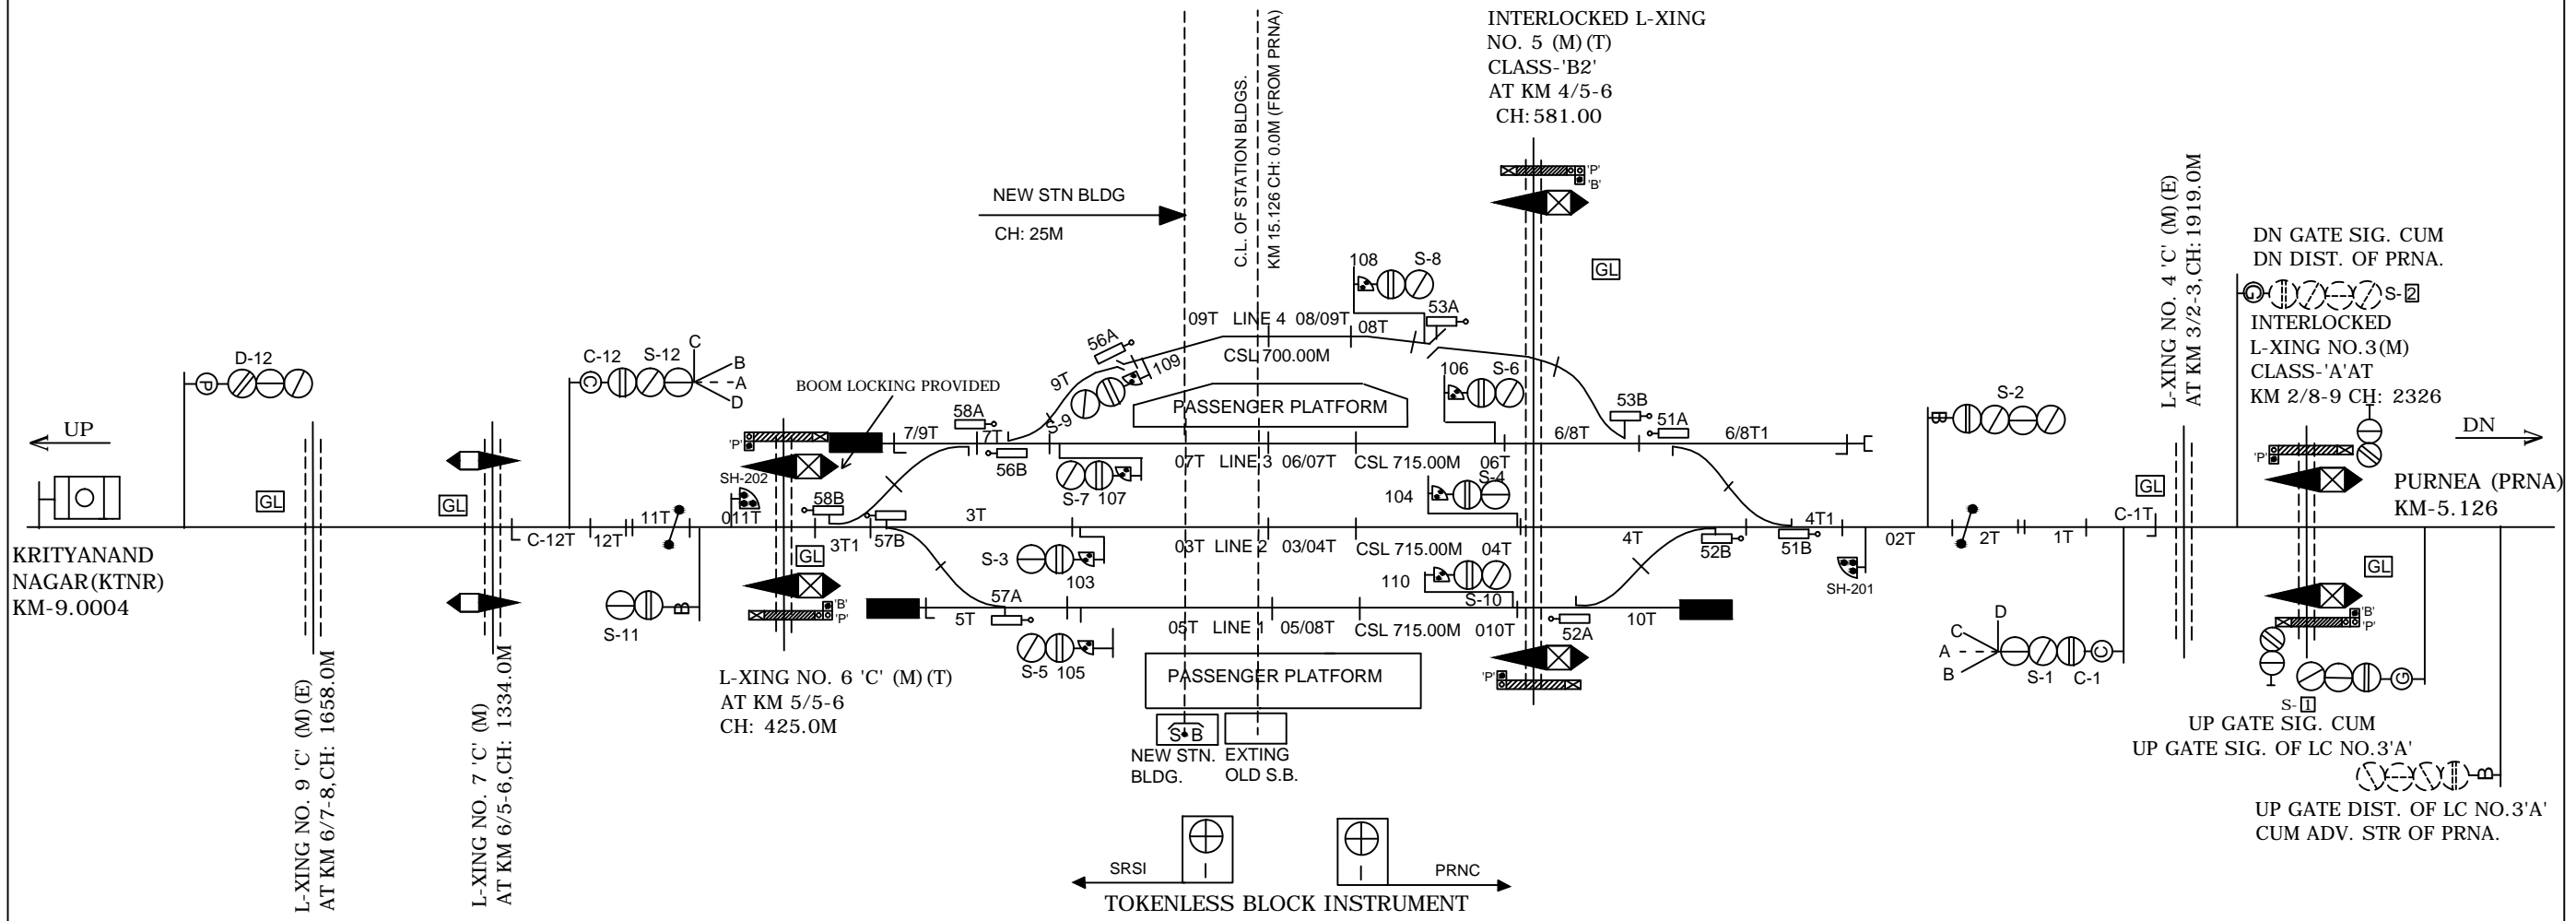 INTERLOCKED L-XING
NO. 5 (M)(T)
CLASS-'B2'
AT KM 4/5-6
CH:581.00
C.L. OF STATION BLDGS.
KM 15.126 CH: 0.0M (FROM PRNA)
NEW STN BLDG
CH: 25M
'P'
'B'
GL
L-XING NO. 4 'C' (M)(E)
AT KM 3/2-3,CH:1919.0M
DN GATE SIG. CUM
DN DIST. OF PRNA.
G
S-2
INTERLOCKED
L-XING NO.3(M)
CLASS-'A'AT
KM 2/8-9 CH: 2326
108
S-8
53A
09T
LINE 4
08/09T
08T
CSL 700.00M
56A
109
9T
S-9
D-12
P
C-12
S-12
C
C
B
A
D
BOOM LOCKING PROVIDED
58A
PASSENGER PLATFORM
106
S-6
53B
51A
S-2
B
UP
DN
'P'
7/9T
7T
56B
07T
LINE 3
06/07T
CSL 715.00M
06T
6/8T
6/8T1
'P'
SH-202
S-7
107
104
S-4
GL
GL
GL
PURNEA (PRNA)
KM-5.126
58B
57B
11T
011T
C-12T
12T
3T1
3T
03T
LINE 2
03/04T
CSL 715.00M
04T
4T
52B
51B
4T1
02T
2T
1T
C-1T
KRITYANAND
NAGAR(KTNR)
KM-9.0004
GL
S-3
103
110
S-10
SH-201
GL
S-11
B
'B'
'P'
57A
5T
05T
LINE 1
05/08T
CSL 715.00M
010T
52A
10T
S-5
105
D
C
A
B
S-1
C-1
C
'B'
'P'
G
S-1
L-XING NO. 6 'C' (M)(T)
AT KM 5/5-6
CH: 425.0M
PASSENGER PLATFORM
'P'
UP GATE SIG. CUM
UP GATE SIG. OF LC NO.3'A'
L-XING NO. 9 'C' (M)(E)
AT KM 6/7-8,CH: 1658.0M
L-XING NO. 7 'C' (M)
AT KM 6/5-6,CH: 1334.0M
S B
NEW STN.
BLDG.
EXTING
OLD S.B.
B
UP GATE DIST. OF LC NO.3'A'
CUM ADV. STR OF PRNA.
SRSI
PRNC
TOKENLESS BLOCK INSTRUMENT